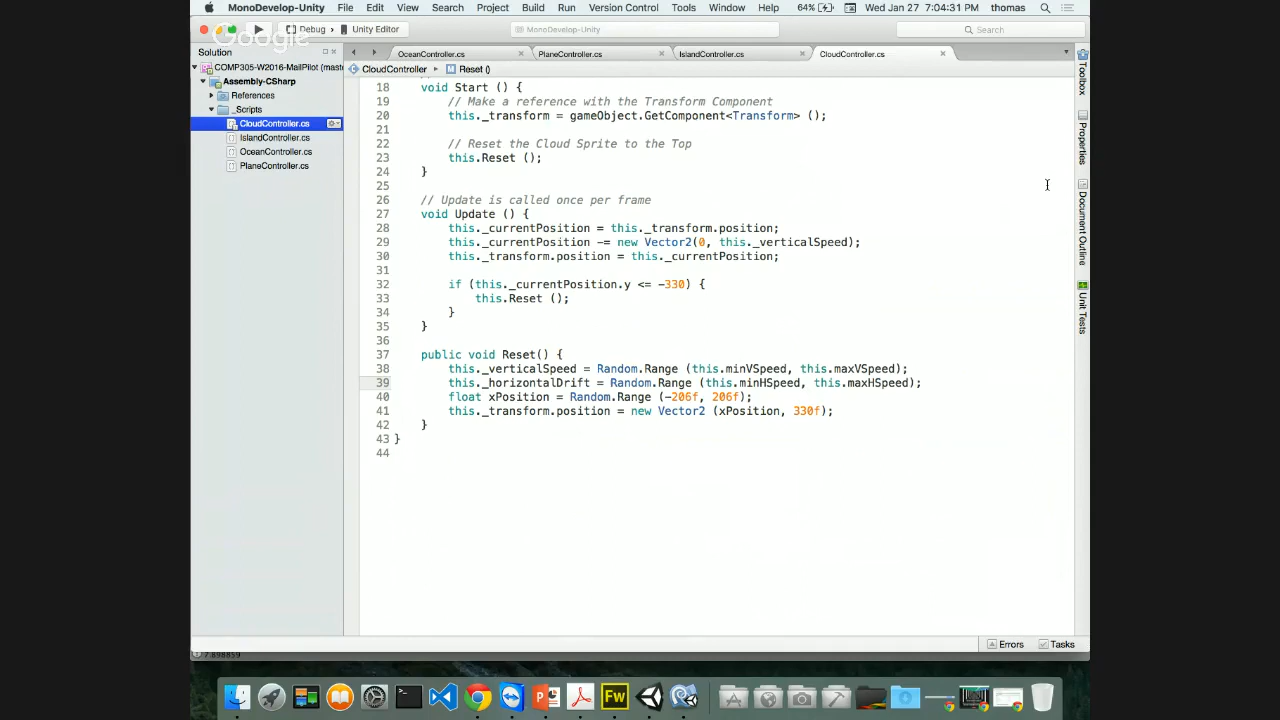 MonoDevelop-Unity File Edit View Search Project Build Run Version Control Tools Window Help 64% Wed Jan 27 7:04:31 PM thomas
Google
Debug Unity Editor MonoDevelop-Unity Search
Solution
COMP305-W2016-MailPilot (mast
Assembly-CSharp
References
_Scripts
CloudController.cs
IslandController.cs
OceanController.cs
PlaneController.cs
OceanController.cs PlaneController.cs IslandController.cs CloudController.cs
CloudController Reset ()
18 void Start () {
19 // Make a reference with the Transform Component
20 this._transform = gameObject.GetComponent<Transform> ();
21
22 // Reset the Cloud Sprite to the Top
23 this.Reset ();
24 }
25
26 // Update is called once per frame
27 void Update () {
28 this._currentPosition = this._transform.position;
29 this._currentPosition -= new Vector2(0, this._verticalSpeed);
30 this._transform.position = this._currentPosition;
31
32 if (this._currentPosition.y <= -330) {
33 this.Reset ();
34 }
35 }
36
37 public void Reset() {
38 this._verticalSpeed = Random.Range (this.minVSpeed, this.maxVSpeed);
39 this._horizontalDrift = Random.Range (this.minHSpeed, this.maxHSpeed);
40 float xPosition = Random.Range (-206f, 206f);
41 this._transform.position = new Vector2 (xPosition, 330f);
42 }
43 }
44
Toolbox
Properties
Document Outline
Unit Tests
Errors Tasks
7.898859
Fw